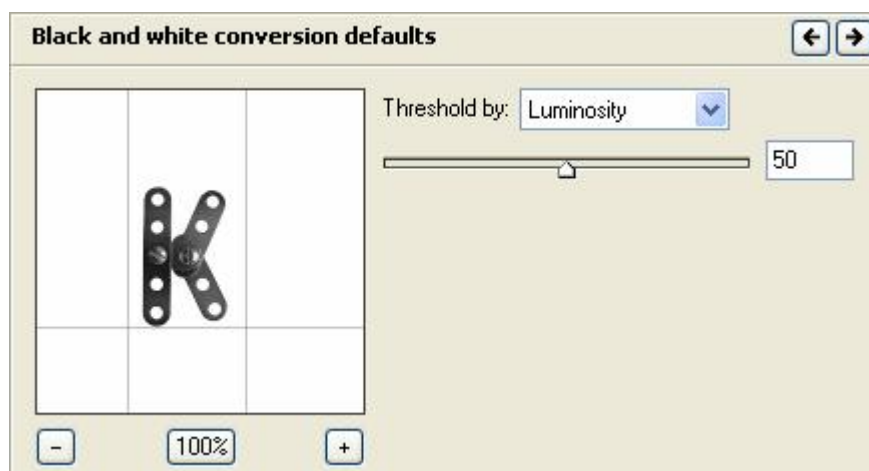 Black and white conversion defaults
Threshold by: Luminosity
50
K
- 100% +